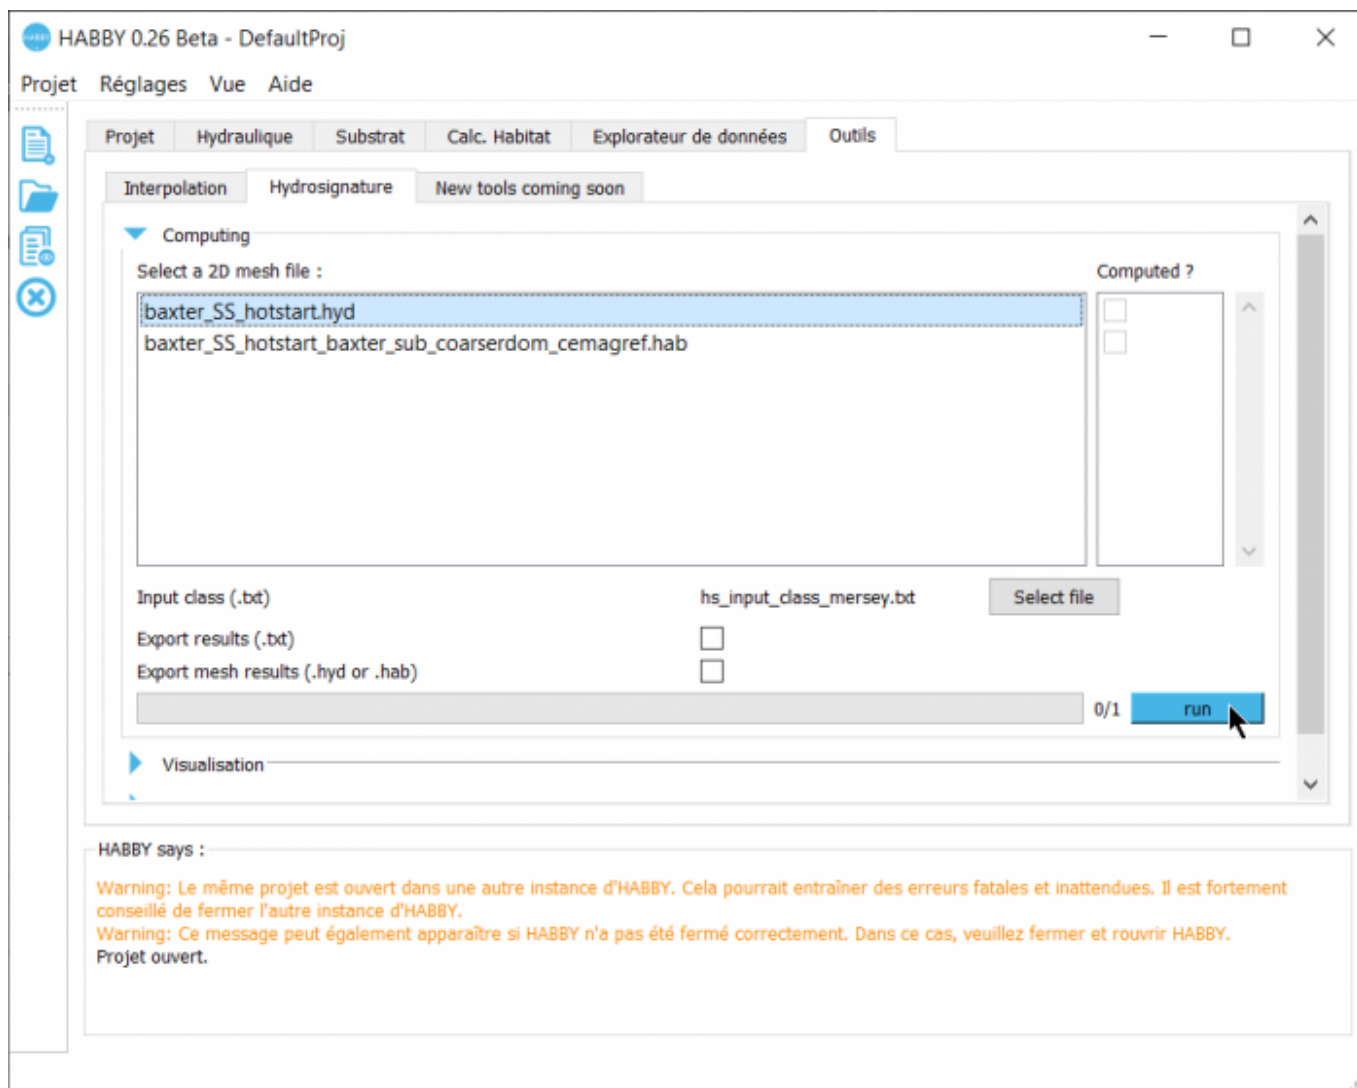 HABBY 0.26 Beta - DefaultProj
Projet Réglages Vue Aide
Projet Hydraulique Substrat Calc. Habitat Explorateur de données Outils
Interpolation Hydrosignature New tools coming soon
Computing
Select a 2D mesh file : Computed ?
baxter_SS_hotstart.hyd
baxter_SS_hotstart_baxter_sub_coarserdom_cemagref.hab
Input class (.txt) hs_input_class_mersey.txt Select file
Export results (.txt)
Export mesh results (.hyd or .hab)
0/1 run
Visualisation
HABBY says :
Warning: Le même projet est ouvert dans une autre instance d'HABBY. Cela pourrait entraîner des erreurs fatales et inattendues. Il est fortement
conseillé de fermer l'autre instance d'HABBY.
Warning: Ce message peut également apparaître si HABBY n'a pas été fermé correctement. Dans ce cas, veuillez fermer et rouvrir HABBY.
Projet ouvert.